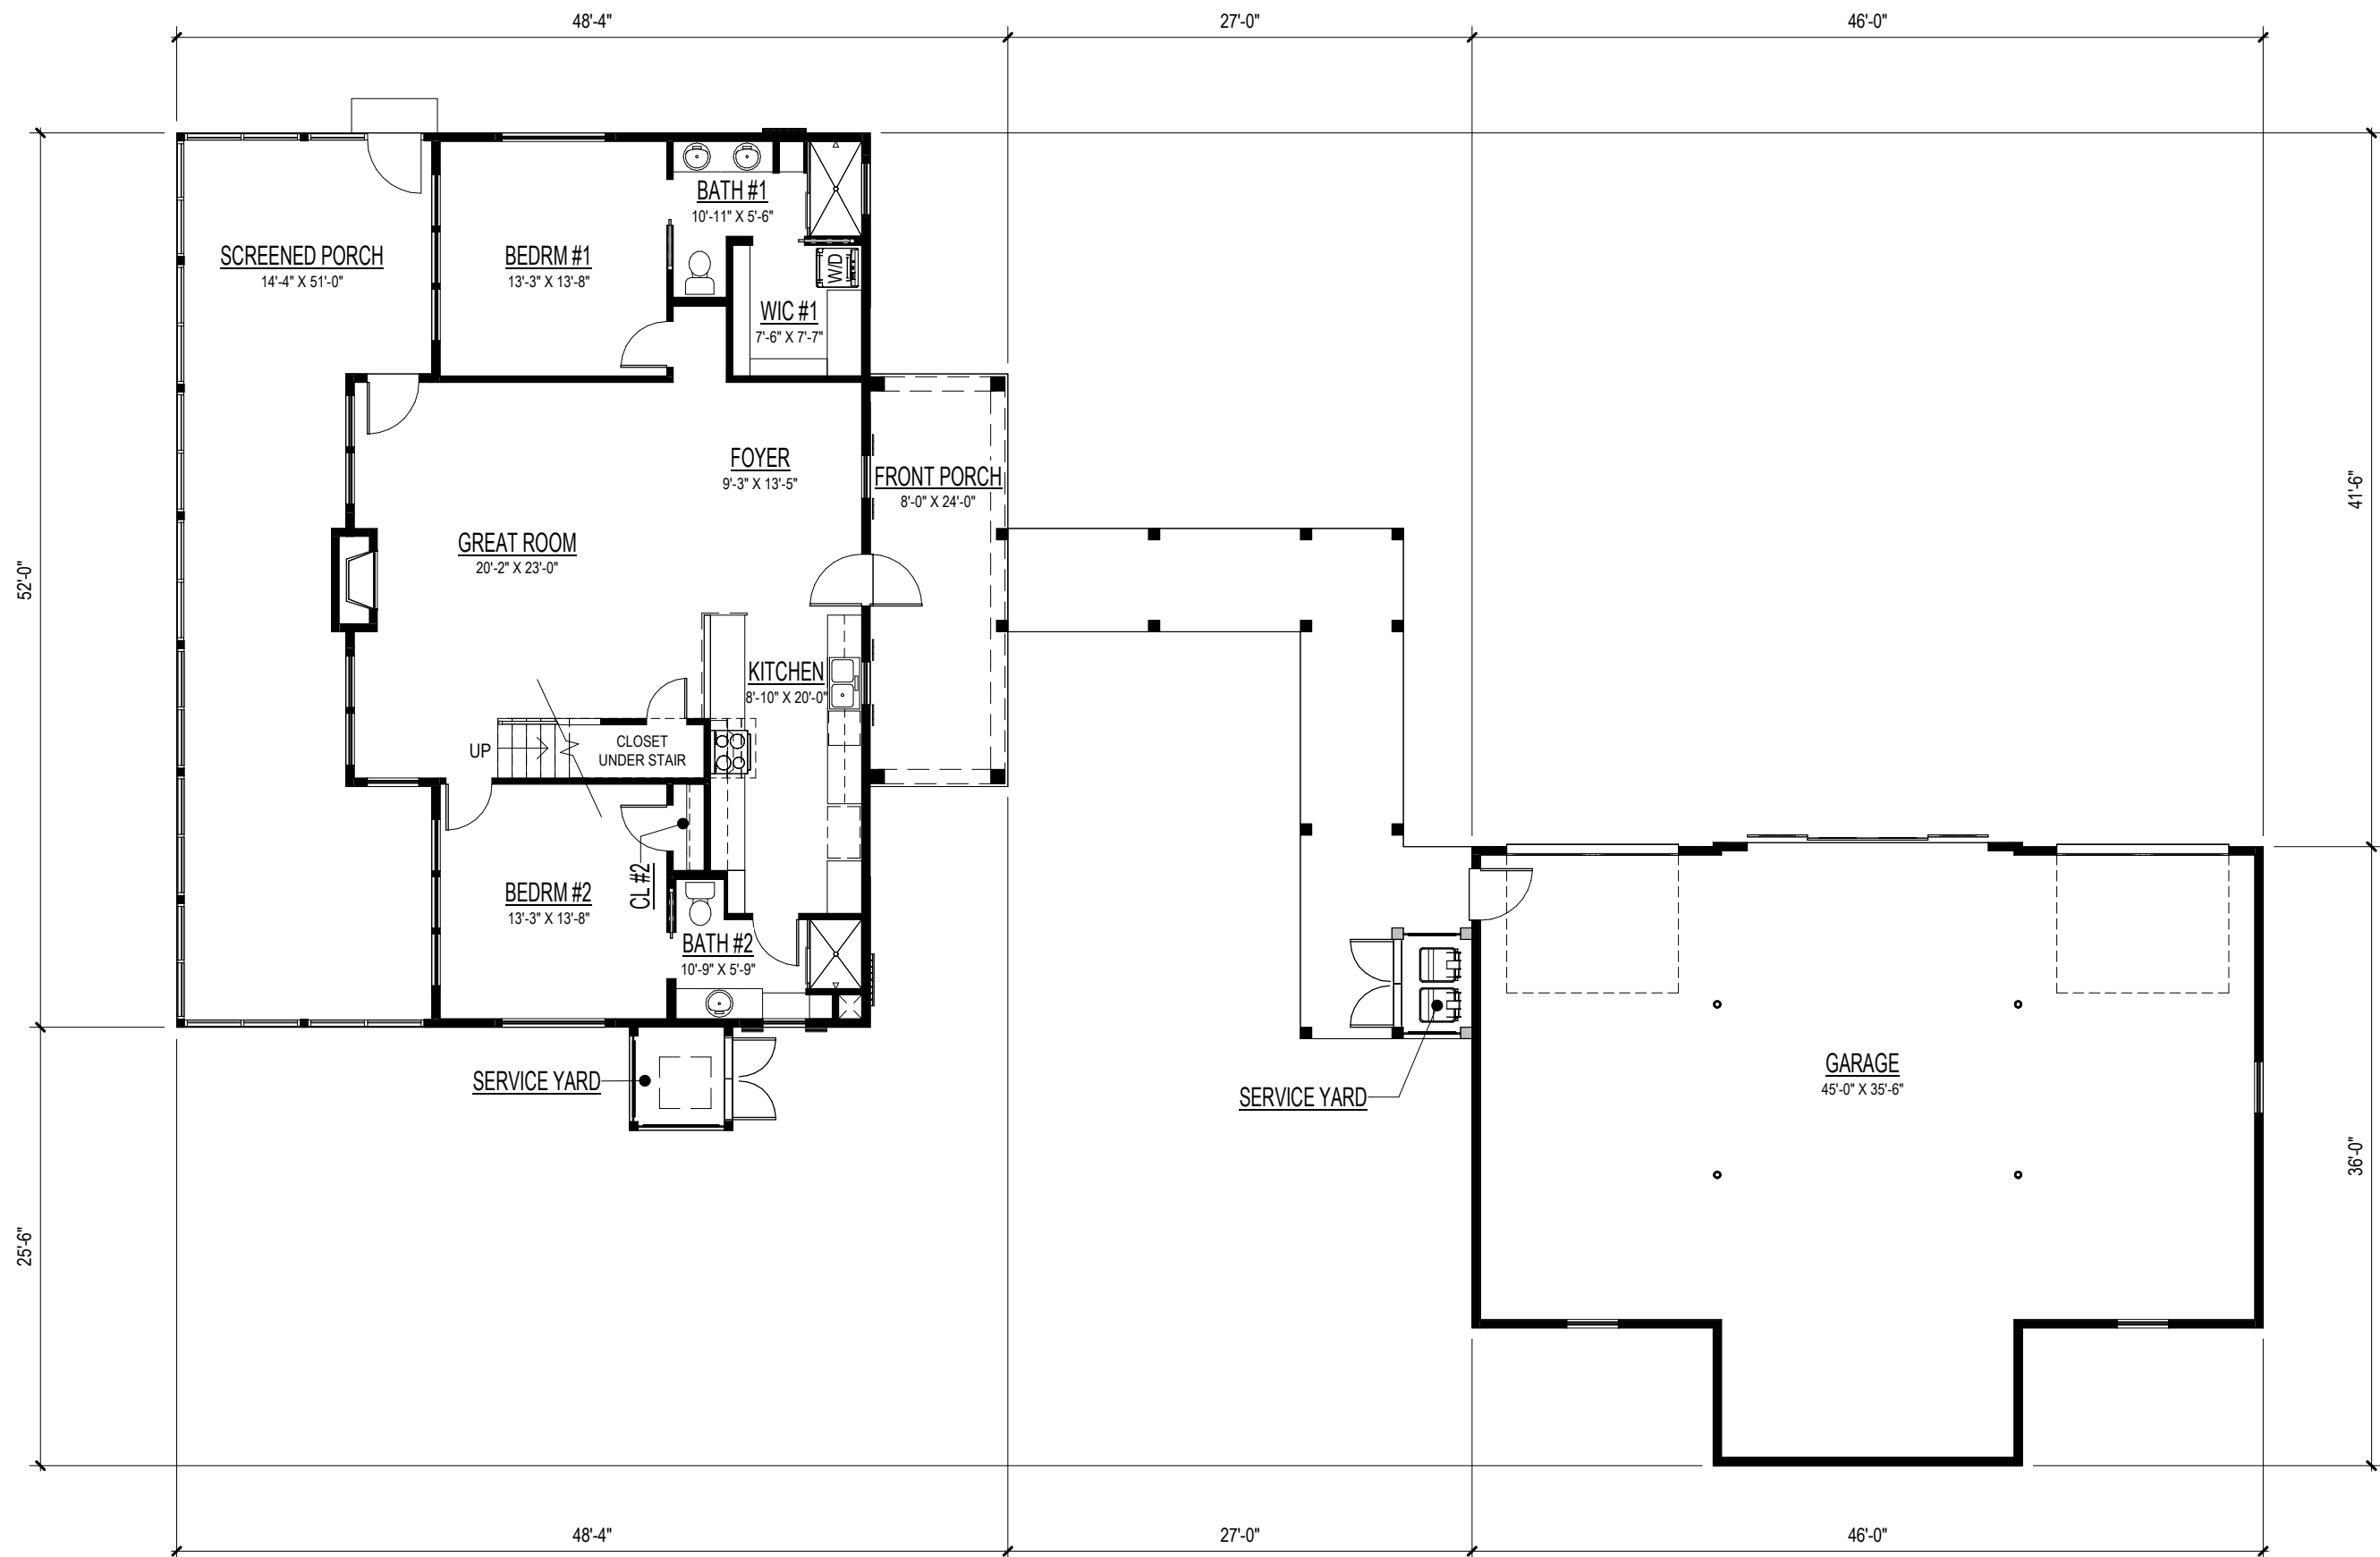 48'-4"
27'-0"
46'-0"
BATH #1
10'-11" X 5'-6"
SCREENED PORCH
14'-4" X 51'-0"
BEDRM #1
13'-3" X 13'-8"
W/D
WIC #1
7'-6" X 7'-7"
FOYER
9'-3" X 13'-5"
FRONT PORCH
8'-0" X 24'-0"
41'-6"
GREAT ROOM
20'-2" X 23'-0"
52'-0"
KITCHEN
8'-10" X 20'-0"
UP
CLOSET
UNDER STAIR
CL #2
BEDRM #2
13'-3" X 13'-8"
BATH #2
10'-9" X 5'-9"
SERVICE YARD
SERVICE YARD
GARAGE
45'-0" X 35'-6"
36'-0"
25'-6"
48'-4"
27'-0"
46'-0"